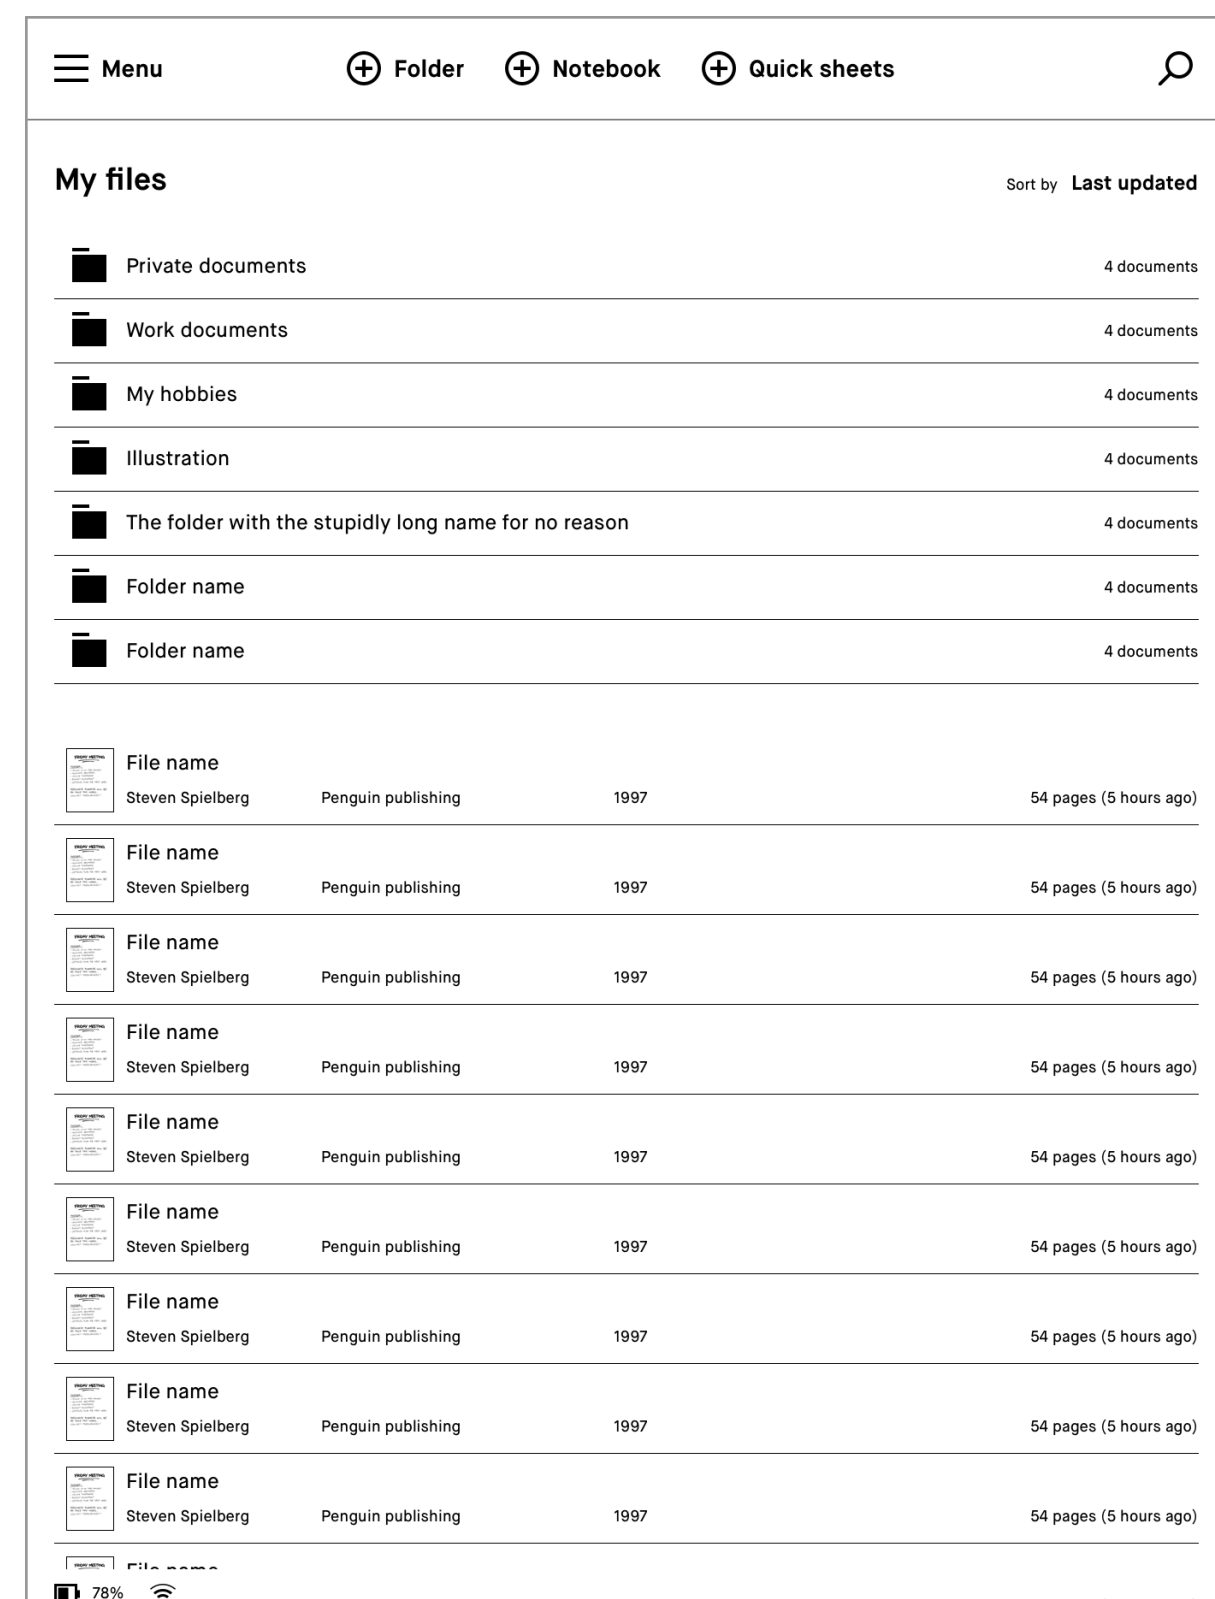 Menu Folder Notebook Quick sheets
My files
Sort by Last updated
Private documents 4 documents
Work documents 4 documents
My hobbies 4 documents
Illustration 4 documents
The folder with the stupidly long name for no reason 4 documents
Folder name 4 documents
Folder name 4 documents
File name
Steven Spielberg Penguin publishing 1997 54 pages (5 hours ago)
File name
Steven Spielberg Penguin publishing 1997 54 pages (5 hours ago)
File name
Steven Spielberg Penguin publishing 1997 54 pages (5 hours ago)
File name
Steven Spielberg Penguin publishing 1997 54 pages (5 hours ago)
File name
Steven Spielberg Penguin publishing 1997 54 pages (5 hours ago)
File name
Steven Spielberg Penguin publishing 1997 54 pages (5 hours ago)
File name
Steven Spielberg Penguin publishing 1997 54 pages (5 hours ago)
File name
Steven Spielberg Penguin publishing 1997 54 pages (5 hours ago)
File name
Steven Spielberg Penguin publishing 1997 54 pages (5 hours ago)
File name
78%